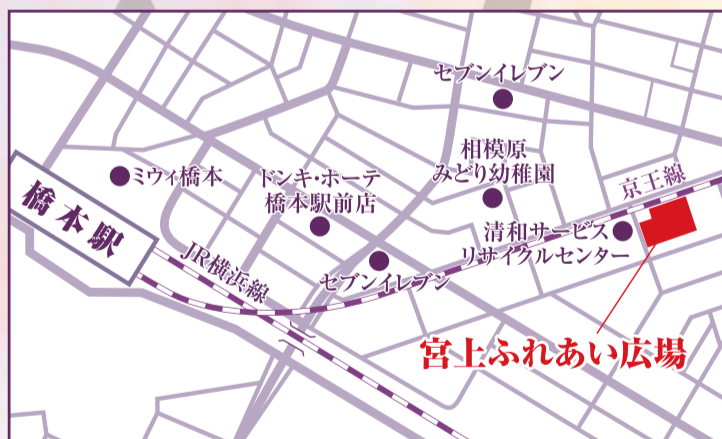 セブンイレブン
相模原
みどり幼稚園
京王線
ミウィ橋本
ドンキ・ホーテ
橋本駅前店
橋本駅
清和サービス
リサイクルセンター
JR横浜線
セブンイレブン
宮上ふれあい広場